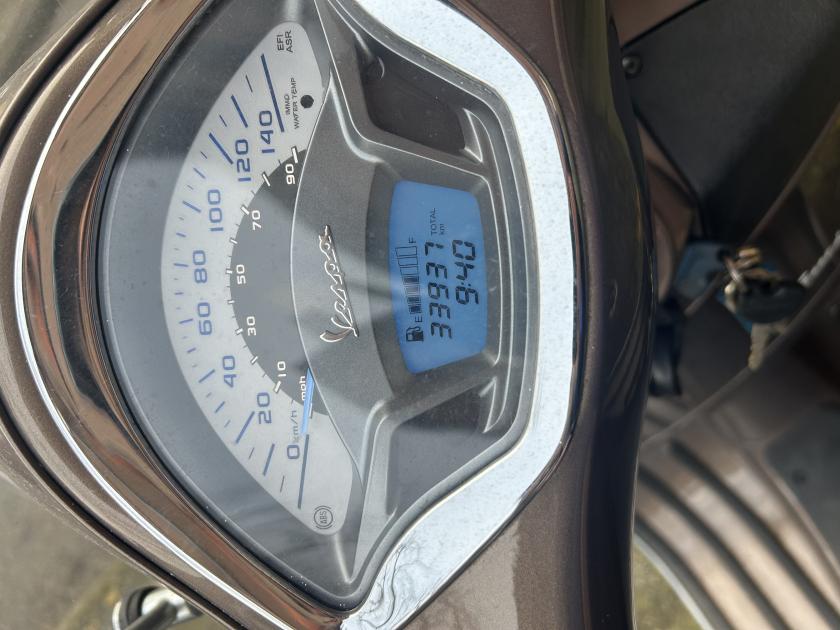 EFI
ASR
IMMO
WATER TEMP
0 20 40 60 80 100 120 140
km/h
10 30 50 70 90
mph
ABS
Vespa
E F
33937 TOTAL km
9:40